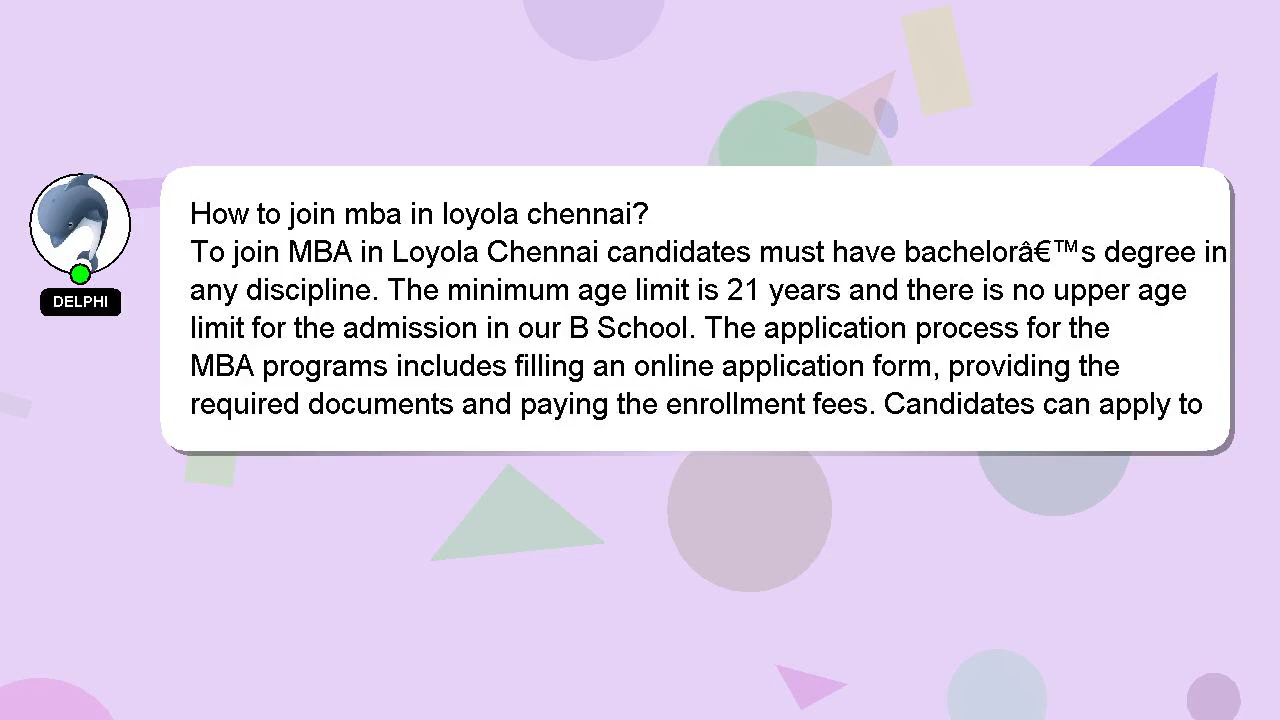 How to join mba in loyola chennai?
To join MBA in Loyola Chennai candidates must have bachelorâ€™s degree in
any discipline. The minimum age limit is 21 years and there is no upper age
limit for the admission in our B School. The application process for the
MBA programs includes filling an online application form, providing the
required documents and paying the enrollment fees. Candidates can apply to
DELPHI